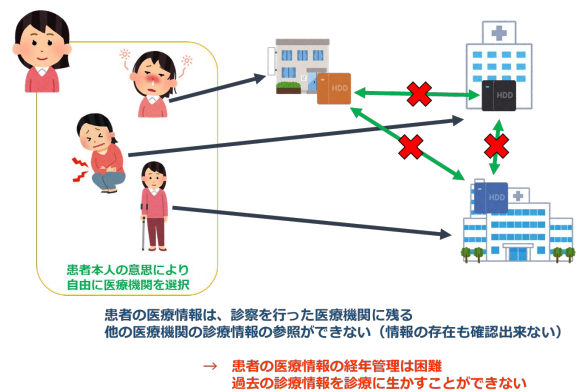 HDD
HDD
HDD
患者本人の意思により
自由に医療機関を選択
患者の医療情報は、診察を行った医療機関に残る
他の医療機関の診療情報の参照ができない（情報の存在も確認出来ない）
→ 患者の医療情報の経年管理は困難
過去の診療情報を診療に生かすことができない